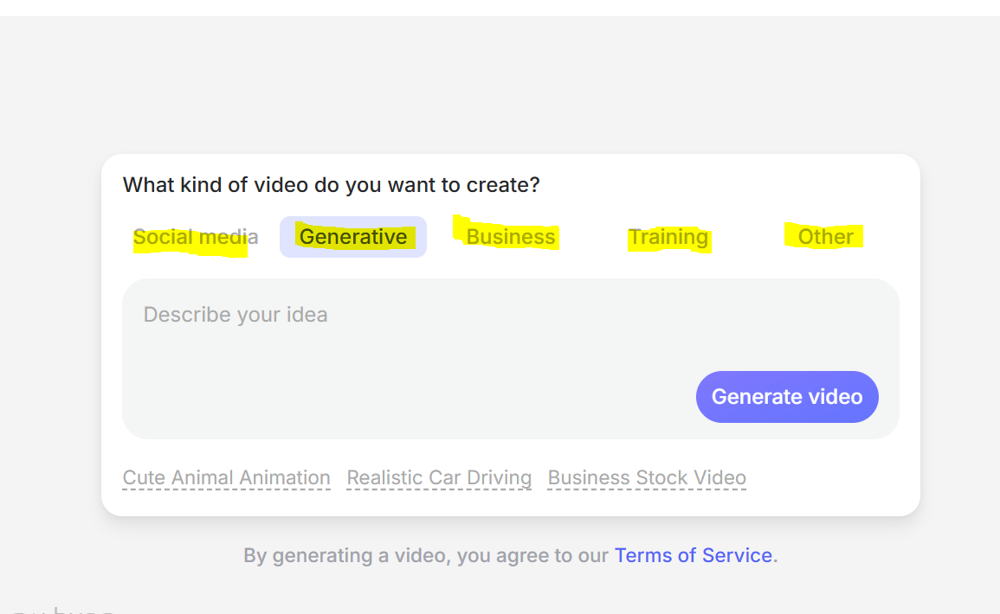 What kind of video do you want to create?
Social media Generative Business Training Other
Describe your idea
Generate video
Cute Animal Animation Realistic Car Driving Business Stock Video
By generating a video, you agree to our Terms of Service.